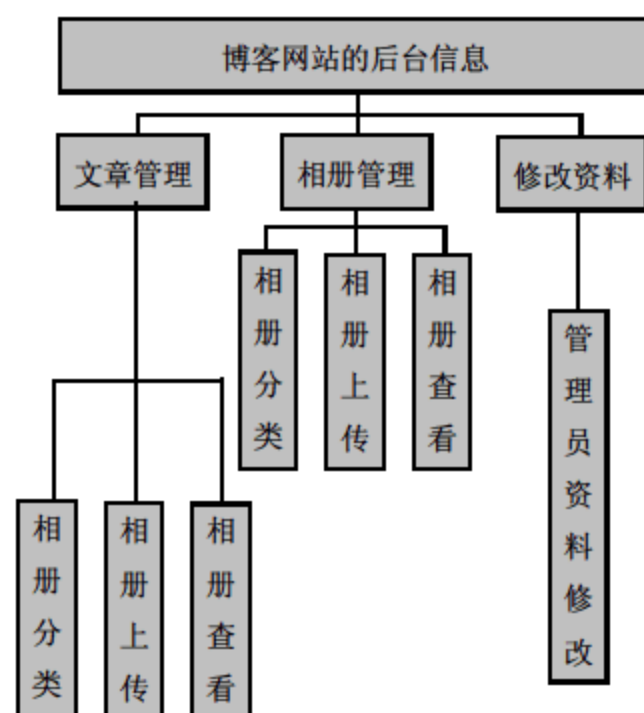 博客网站的后台信息
文章管理
相册管理
修改资料
相册分类
相册上传
相册查看
管理员资料修改
相册分类
相册上传
相册查看